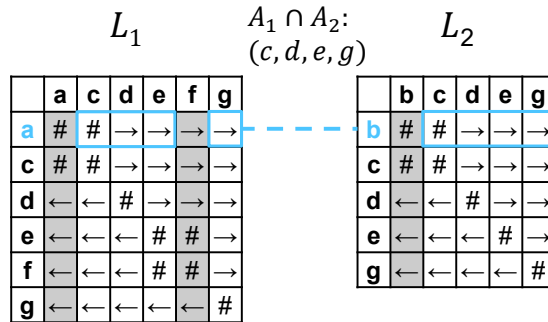 L₁ A₁ ∩ A₂: L₂
(c, d, e, g)
a c d e f g
a # # → → → →
c # # → → → →
d ← ← # → → →
e ← ← ← # # →
f ← ← ← # # →
g ← ← ← ← ← #
b c d e g
b # # → → →
c # # → → →
d ← ← # → →
e ← ← ← # →
g ← ← ← ← #